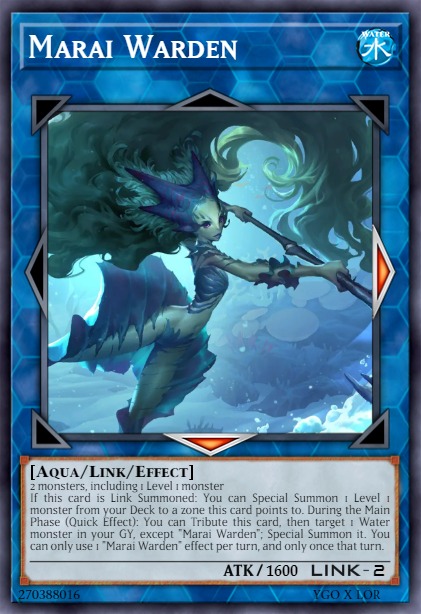 Marai Warden
WATER
水
[Aqua/Link/Effect]
2 monsters, including 1 Level 1 monster
If this card is Link Summoned: You can Special Summon 1 Level 1
monster from your Deck to a zone this card points to. During the Main
Phase (Quick Effect): You can Tribute this card, then target 1 Water
monster in your GY, except "Marai Warden"; Special Summon it. You
can only use 1 "Marai Warden" effect per turn, and only once that turn.
ATK / 1600 LINK-2
270388016 YGO X LOR